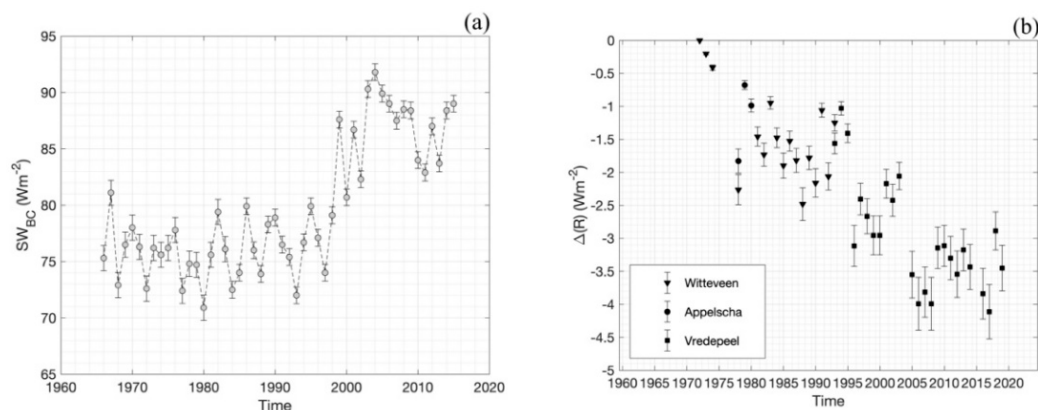 (a)
95
90
85
80
75
70
65
SW_BC (Wm⁻²)
1960 1970 1980 1990 2000 2010 2020
Time
(b)
0
-0.5
-1
-1.5
-2
-2.5
-3
-3.5
-4
-4.5
-5
Δ(R) (Wm⁻²)
Witteveen
Appelscha
Vredepeel
1960 1965 1970 1975 1980 1985 1990 1995 2000 2005 2010 2015 2020
Time